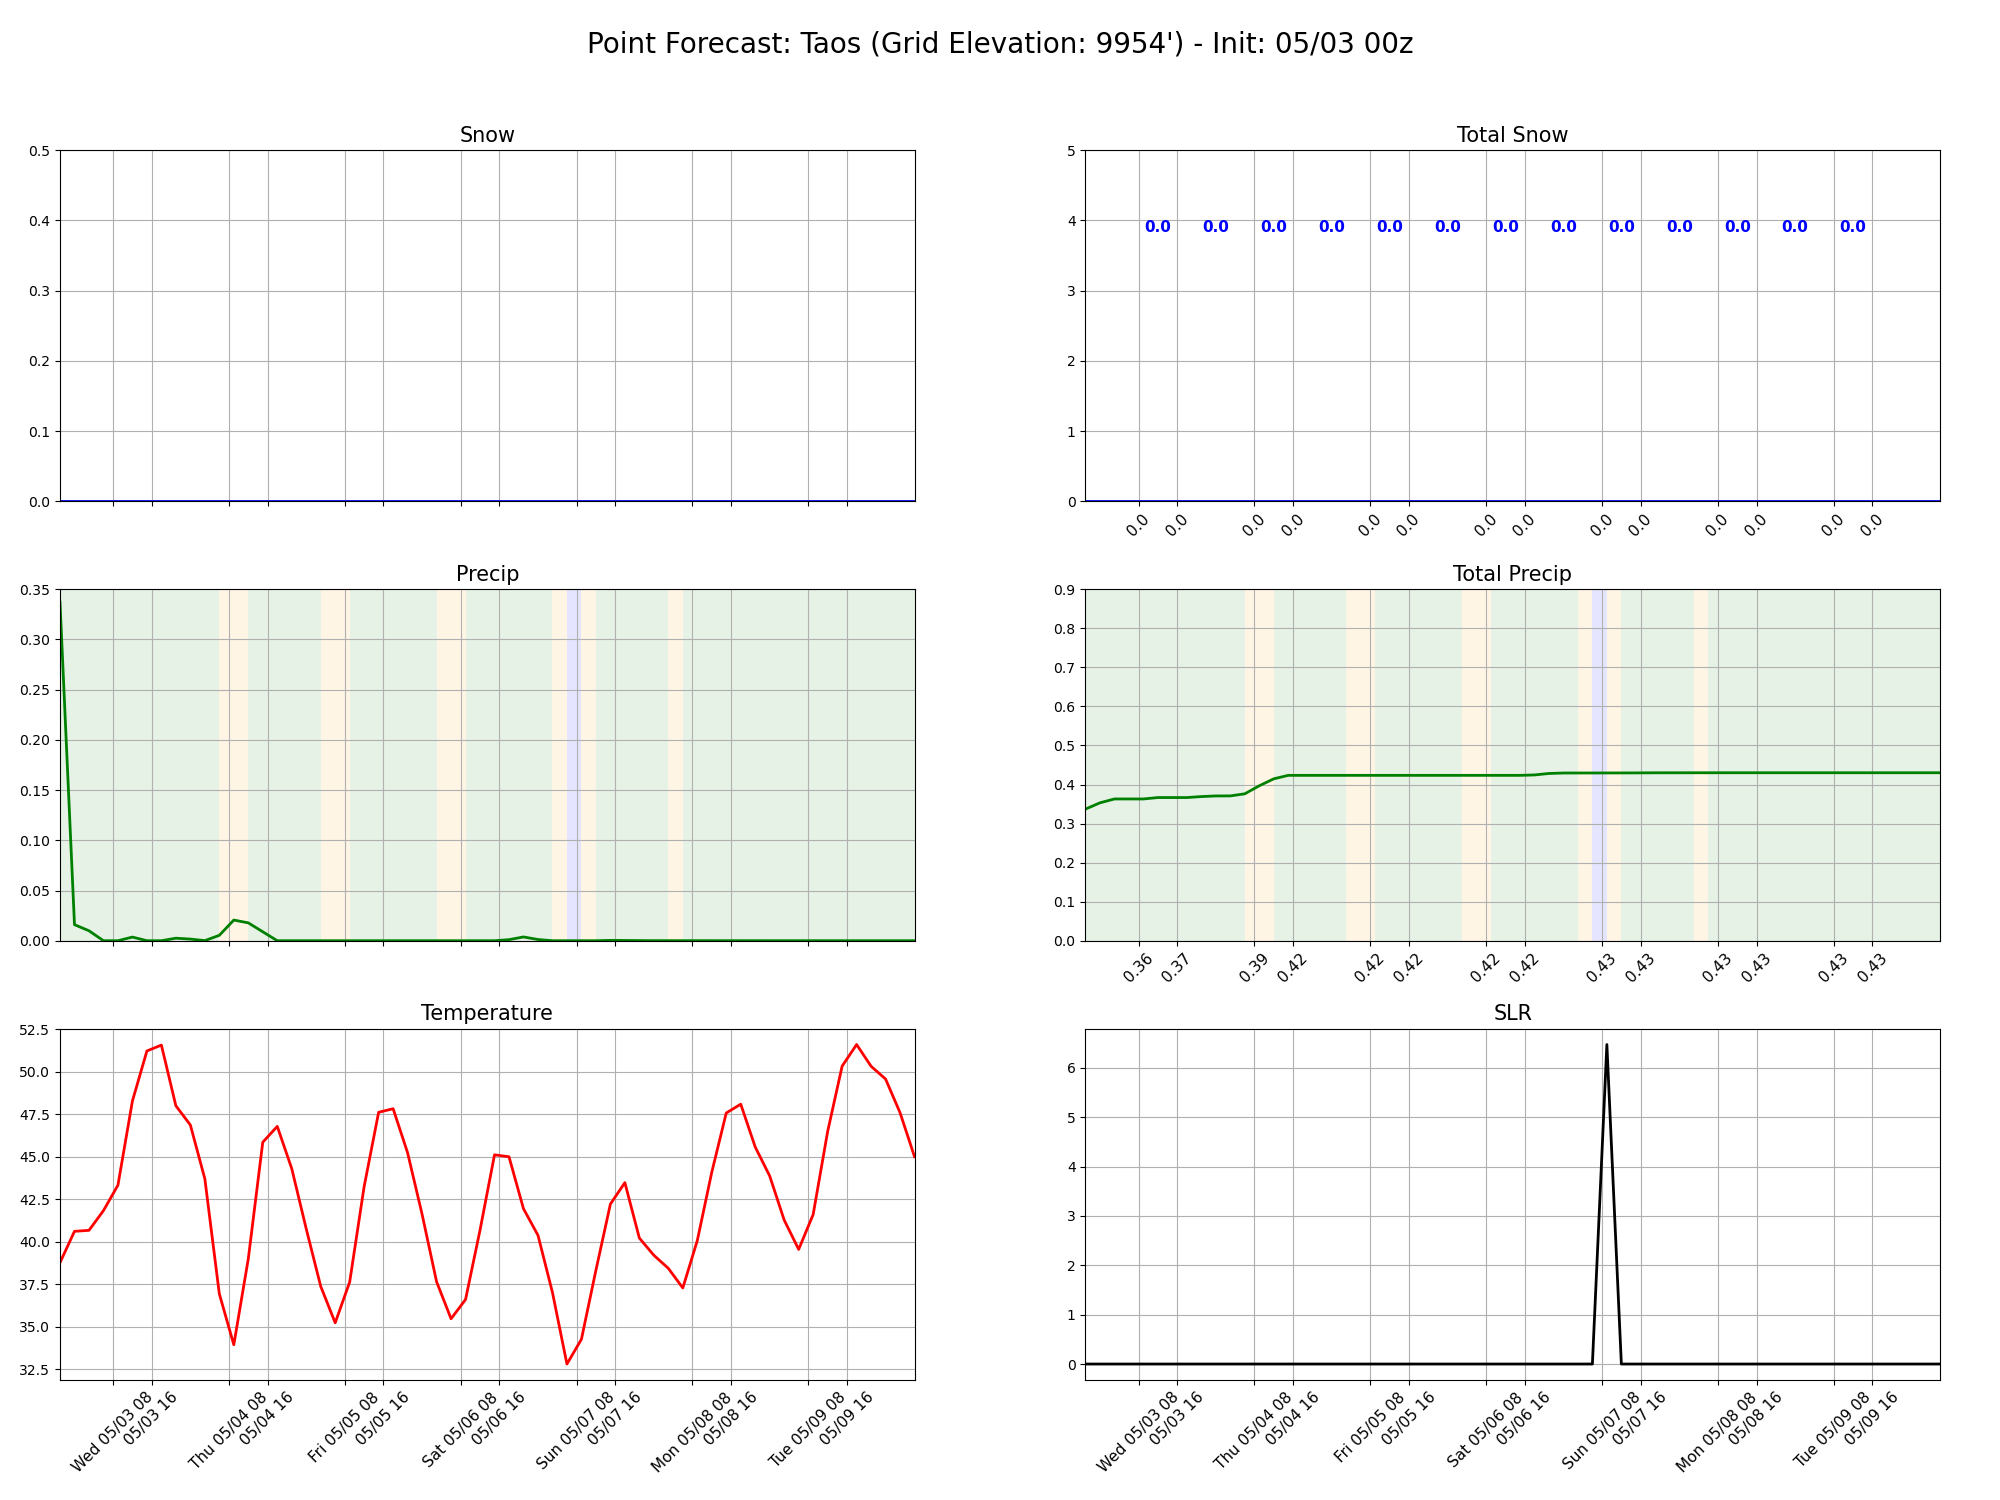 Point Forecast: Taos (Grid Elevation: 9954') - Init: 05/03 00z
Snow
0.5
0.4
0.3
0.2
0.1
0.0
Total Snow
5
4
3
2
1
0
0.0 0.0 0.0 0.0 0.0 0.0 0.0 0.0 0.0 0.0 0.0 0.0 0.0
0.0 0.0 0.0 0.0 0.0 0.0 0.0 0.0 0.0 0.0 0.0 0.0 0.0 0.0
Precip
0.35
0.30
0.25
0.20
0.15
0.10
0.05
0.00
Total Precip
0.9
0.8
0.7
0.6
0.5
0.4
0.3
0.2
0.1
0.0
0.36 0.37 0.39 0.42 0.42 0.42 0.42 0.42 0.43 0.43 0.43 0.43 0.43 0.43
Temperature
52.5
50.0
47.5
45.0
42.5
40.0
37.5
35.0
32.5
Wed 05/03 08
05/03 16
Thu 05/04 08
05/04 16
Fri 05/05 08
05/05 16
Sat 05/06 08
05/06 16
Sun 05/07 08
05/07 16
Mon 05/08 08
05/08 16
Tue 05/09 08
05/09 16
SLR
6
5
4
3
2
1
0
Wed 05/03 08
05/03 16
Thu 05/04 08
05/04 16
Fri 05/05 08
05/05 16
Sat 05/06 08
05/06 16
Sun 05/07 08
05/07 16
Mon 05/08 08
05/08 16
Tue 05/09 08
05/09 16